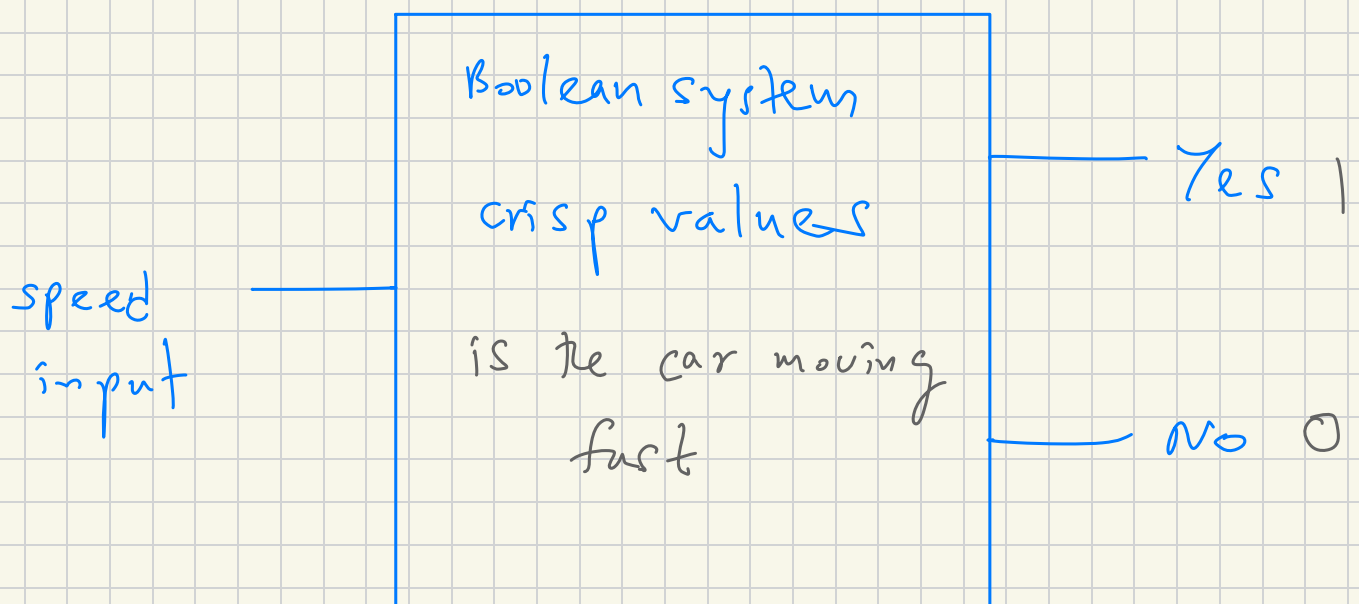 Boolean system
crisp values
speed
input
is the car moving
fast
Yes 1
No 0